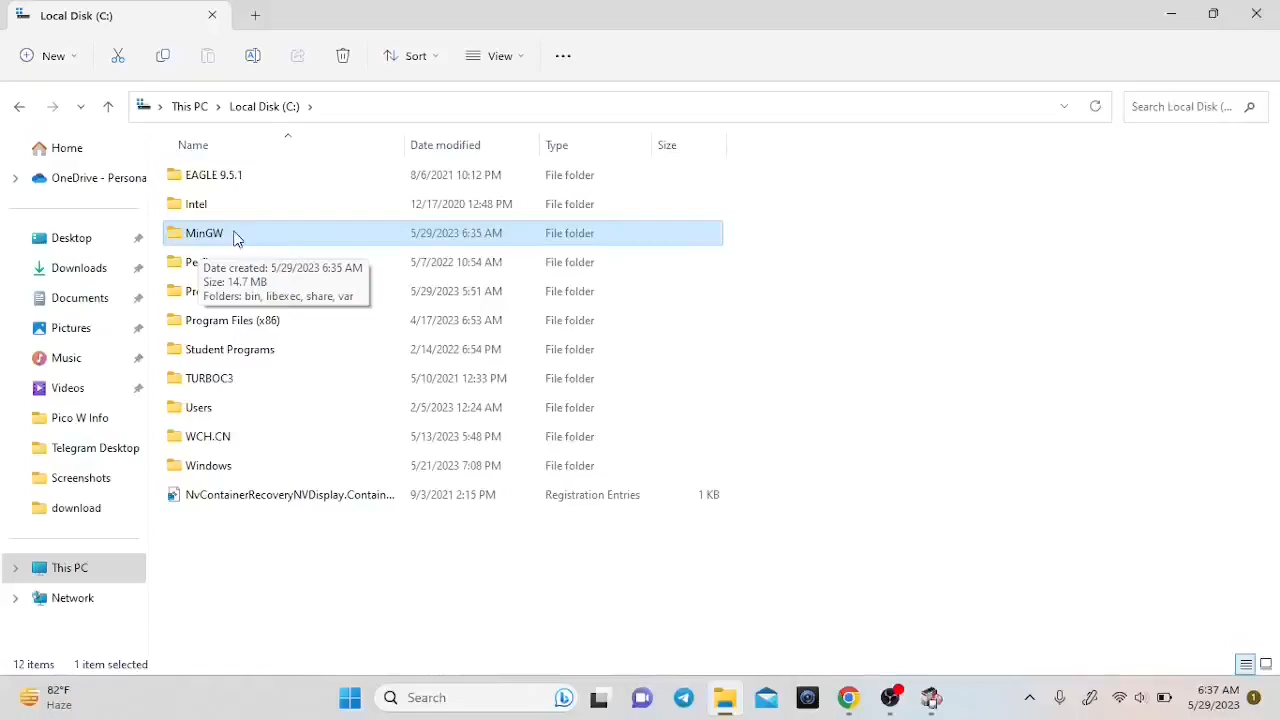 Local Disk (C:)
New
Sort
View
This PC > Local Disk (C:) >
Search Local Disk (...
Home
OneDrive - Persona
Desktop
Downloads
Documents
Pictures
Music
Videos
Pico W Info
Telegram Desktop
Screenshots
download
This PC
Network
Name Date modified Type Size
EAGLE 9.5.1 8/6/2021 10:12 PM File folder
Intel 12/17/2020 12:48 PM File folder
MinGW 5/29/2023 6:35 AM File folder
Pe 5/7/2022 10:54 AM File folder
Pr 5/29/2023 5:51 AM File folder
Program Files (x86) 4/17/2023 6:53 AM File folder
Student Programs 2/14/2022 6:54 PM File folder
TURBOC3 5/10/2021 12:33 PM File folder
Users 2/5/2023 12:24 AM File folder
WCH.CN 5/13/2023 5:48 PM File folder
Windows 5/21/2023 7:08 PM File folder
NvContainerRecoveryNVDisplay.Contain... 9/3/2021 2:15 PM Registration Entries 1 KB
Date created: 5/29/2023 6:35 AM
Size: 14.7 MB
Folders: bin, libexec, share, var
12 items 1 item selected
82°F
Haze
Search
6:37 AM
5/29/2023
1